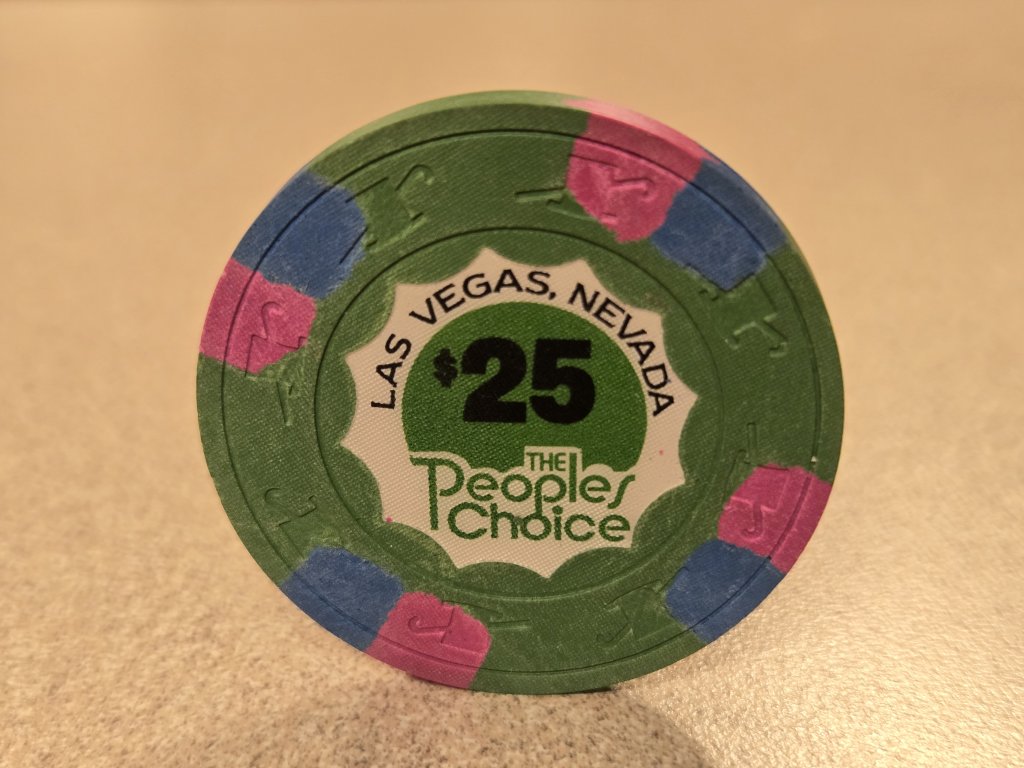 LAS VEGAS, NEVADA
$25
THE
Peoples
Choice